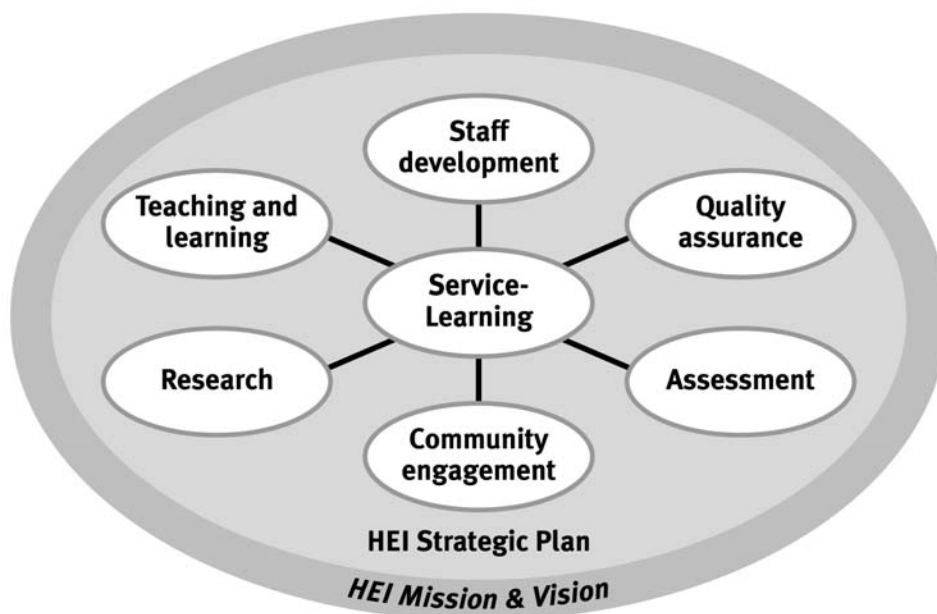 Staff
development
Teaching and
learning
Quality
assurance
Service-
Learning
Research
Assessment
Community
engagement
HEI Strategic Plan
HEI Mission & Vision